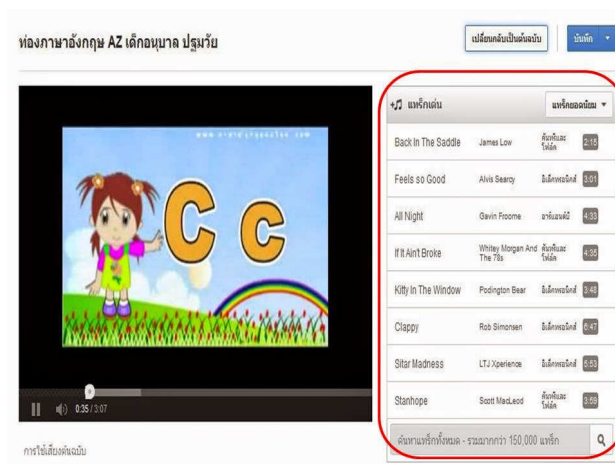 ท่องภาษาอังกฤษ AZ เด็กอนุบาล ปฐมวัย
เปลี่ยนกลับเป็นต้นฉบับ
บันทึก
C c
0:35 / 3:07
การใช้เสียงต้นฉบับ
แทร็กเด่น
แทร็กยอดนิยม
Back In The Saddle James Low คันทรีและโฟล์ค 2:15
Feels so Good Alvis Searcy อิเล็กทรอนิกส์ 3:01
All Night Gavin Froome อาร์แอนด์บี 4:33
If It Ain't Broke Whitey Morgan And The 78s คันทรีและโฟล์ค 4:35
Kitty In The Window Podington Bear อิเล็กทรอนิกส์ 3:48
Clappy Rob Simonsen อิเล็กทรอนิกส์ 6:47
Sitar Madness LTJ Xperience อิเล็กทรอนิกส์ 5:53
Stanhope Scott MacLeod คันทรีและโฟล์ค 3:59
ค้นหาแทร็กทั้งหมด - รวมมากกว่า 150,000 แทร็ก